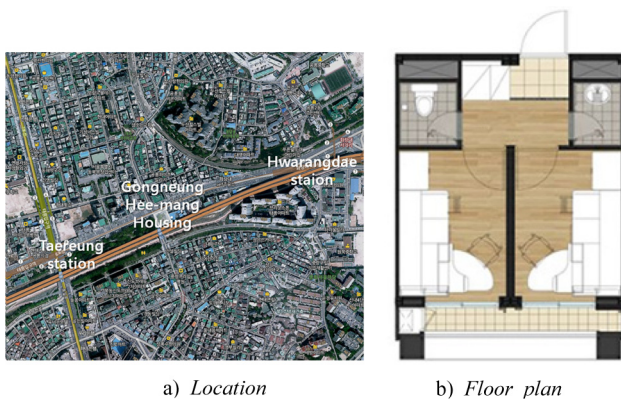 Hwarangdae
staion
Gongneung
Hee-mang
Housing
Taereung
station
a) Location
b) Floor plan